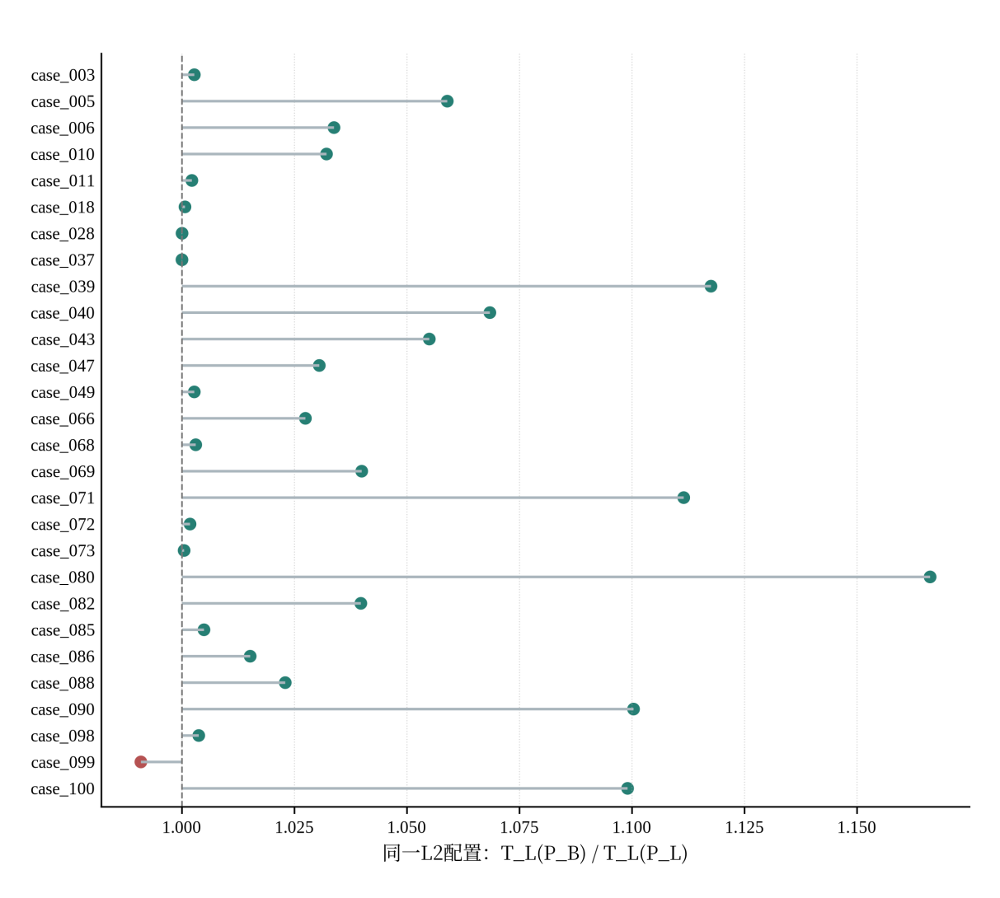 case_003
case_005
case_006
case_010
case_011
case_018
case_028
case_037
case_039
case_040
case_043
case_047
case_049
case_066
case_068
case_069
case_071
case_072
case_073
case_080
case_082
case_085
case_086
case_088
case_090
case_098
case_099
case_100
1.000 1.025 1.050 1.075 1.100 1.125 1.150
同一L2配置：T_L(P_B) / T_L(P_L)